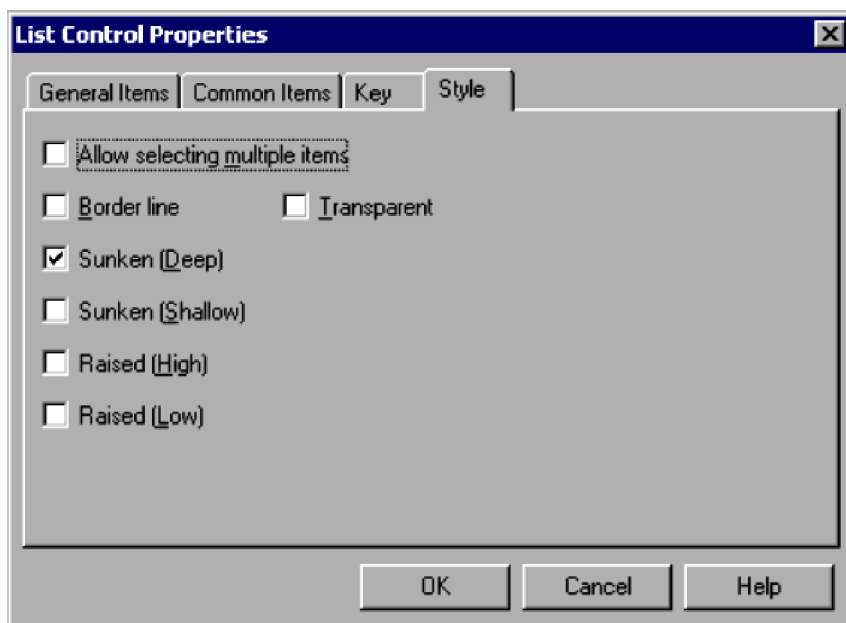 List Control Properties
General Items Common Items Key Style
Allow selecting multiple items
Border line Transparent
Sunken (Deep)
Sunken (Shallow)
Raised (High)
Raised (Low)
OK Cancel Help